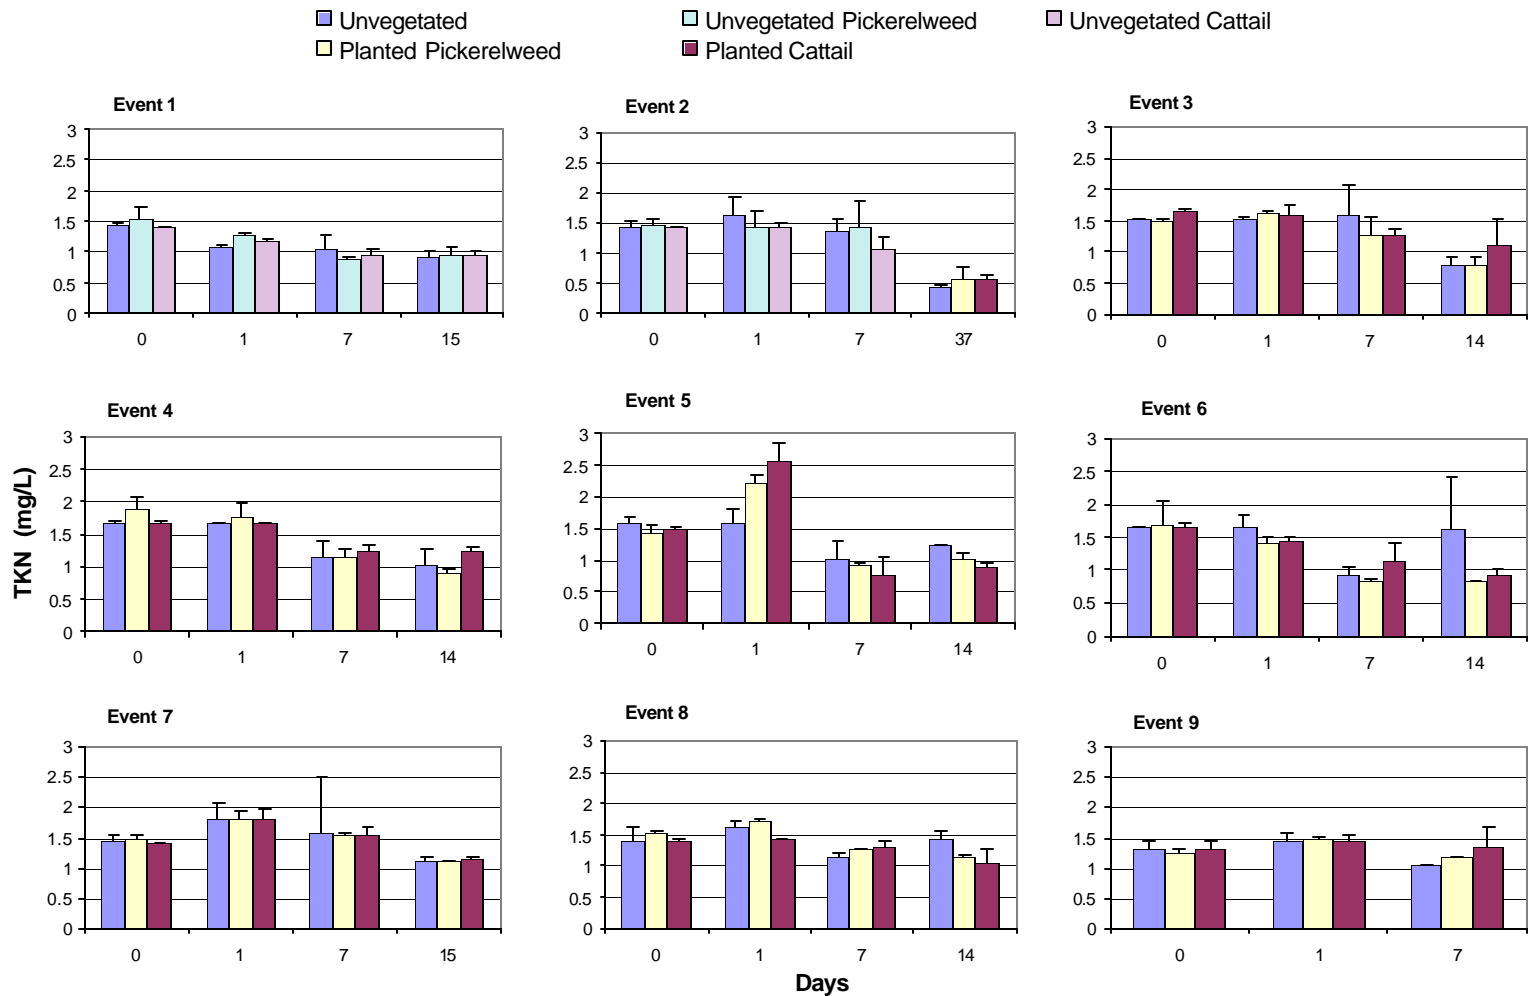 Unvegetated Unvegetated Pickerelweed Unvegetated Cattail
Planted Pickerelweed Planted Cattail
Event 1
3
2.5
2
1.5
1
0.5
0
0 1 7 15
Event 2
3
2.5
2
1.5
1
0.5
0
0 1 7 37
Event 3
3
2.5
2
1.5
1
0.5
0
0 1 7 14
TKN (mg/L)
Event 4
3
2.5
2
1.5
1
0.5
0
0 1 7 14
Event 5
3
2.5
2
1.5
1
0.5
0
0 1 7 14
Event 6
3
2.5
2
1.5
1
0.5
0
0 1 7 14
Event 7
3
2.5
2
1.5
1
0.5
0
0 1 7 15
Event 8
3
2.5
2
1.5
1
0.5
0
0 1 7 14
Event 9
3
2.5
2
1.5
1
0.5
0
0 1 7
Days